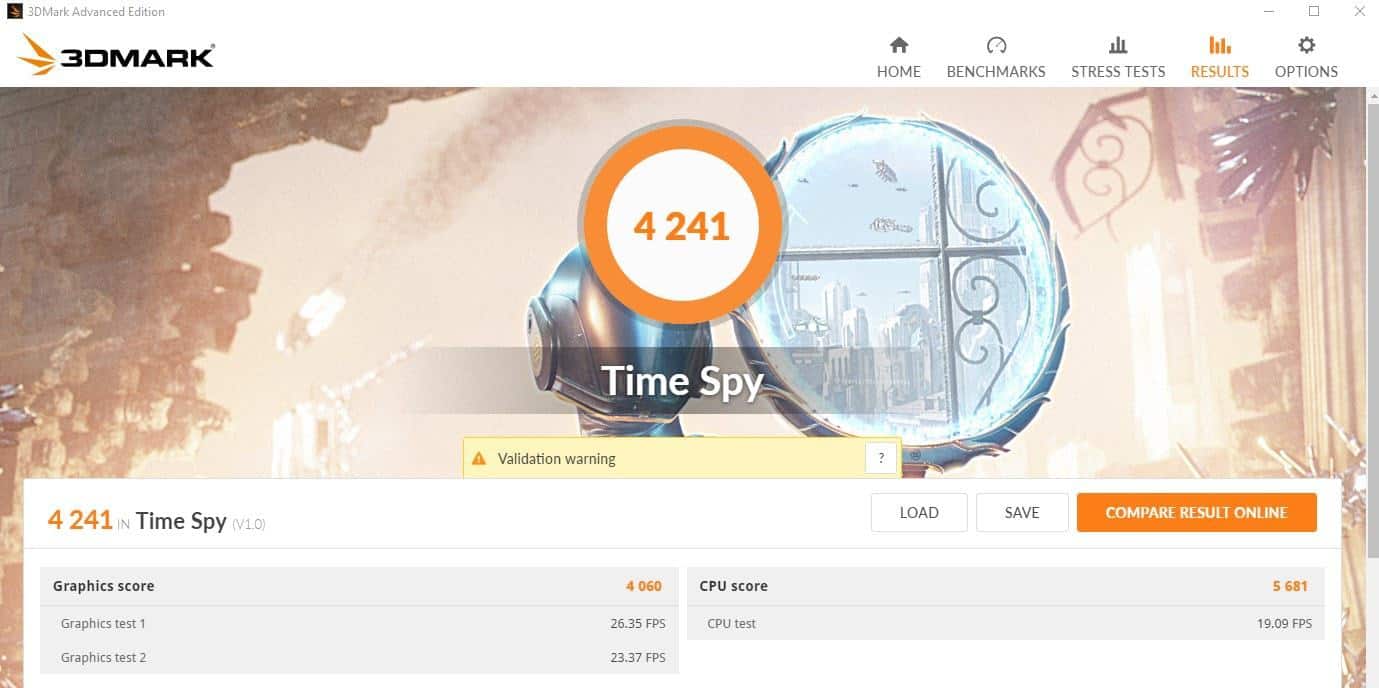 3DMark Advanced Edition
3DMARK®
HOME
BENCHMARKS
STRESS TESTS
RESULTS
OPTIONS
4 241
Time Spy
Validation warning
?
4 241 IN Time Spy (V1.0)
LOAD
SAVE
COMPARE RESULT ONLINE
Graphics score 4 060
Graphics test 1 26.35 FPS
Graphics test 2 23.37 FPS
CPU score 5 681
CPU test 19.09 FPS